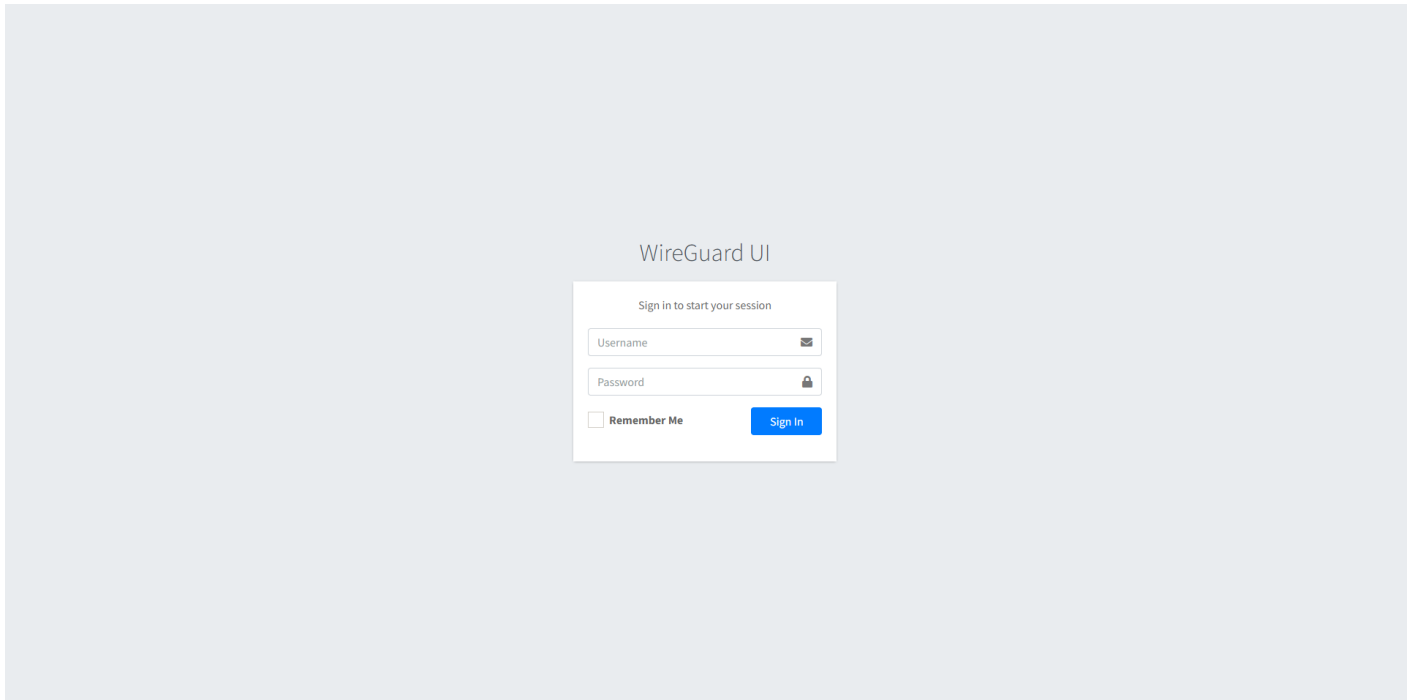 WireGuard UI
Sign in to start your session
Username
Password
Remember Me
Sign In